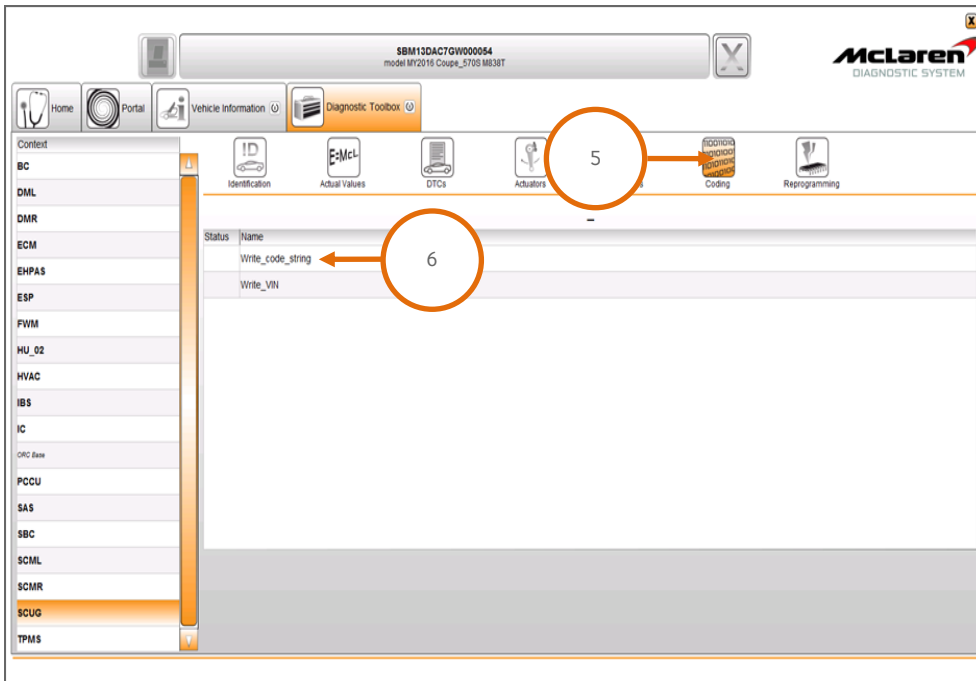 SBM13DAC7GW000054
model MY2016 Coupe_570S M838T
McLaren
DIAGNOSTIC SYSTEM
Home
Portal
Vehicle Information
Diagnostic Toolbox
Context
BC
DML
DMR
ECM
EHPAS
ESP
FWM
HU_02
HVAC
IBS
IC
ORC Base
PCCU
SAS
SBC
SCML
SCMR
SCUG
TPMS
Identification
E=McL
Actual Values
DTCs
Actuators
5
Coding
Reprogramming
Status Name
Write_code_string
6
Write_VIN